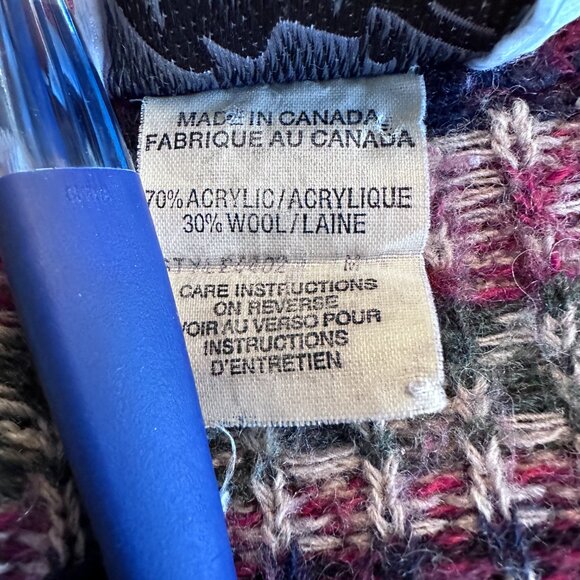 MADE IN CANADA
FABRIQUE AU CANADA
70% ACRYLIC/ACRYLIQUE
30% WOOL/LAINE
M
CARE INSTRUCTIONS
ON REVERSE
VOIR AU VERSO POUR
INSTRUCTIONS
D'ENTRETIEN